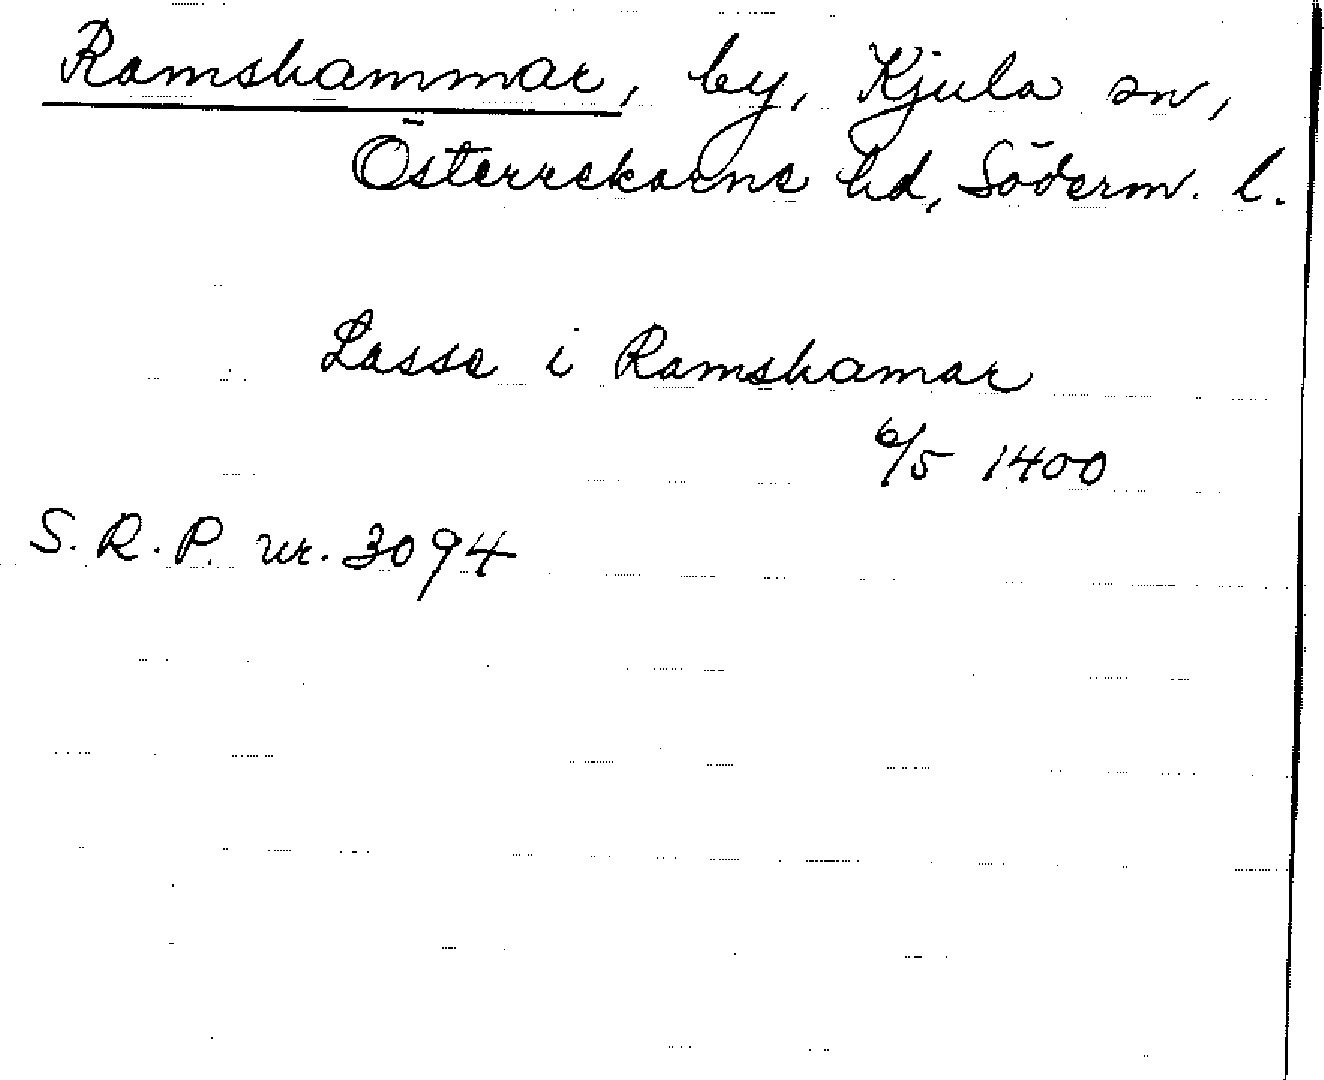 Ramshammar, by, Kjula sn,
Österrekarne hd, Söderm. l.
Lasse i Ramshamar
6/5 1400
S. R. P. nr. 3094